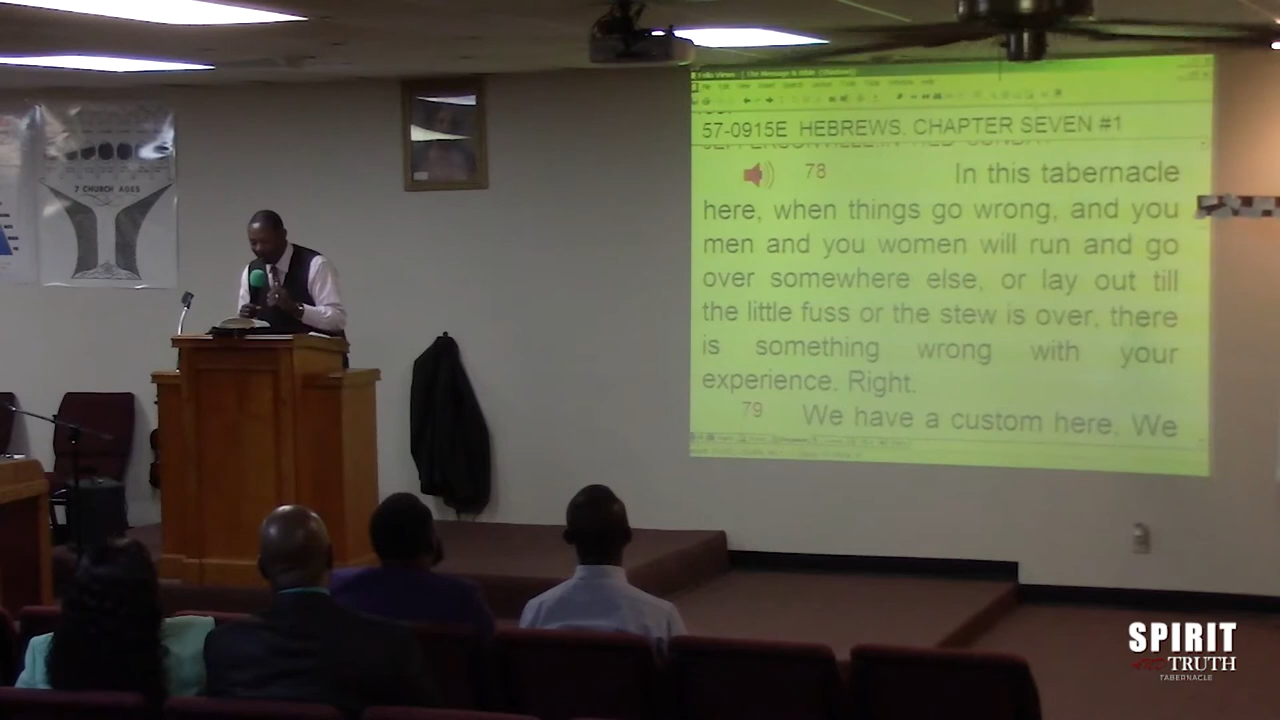 7 CHURCH AGES
57-0915E HEBREWS. CHAPTER SEVEN #1
78 In this tabernacle
here, when things go wrong, and you
men and you women will run and go
over somewhere else, or lay out till
the little fuss or the stew is over, there
is something wrong with your
experience. Right.
79 We have a custom here. We
SPIRIT
AND TRUTH
TABERNACLE